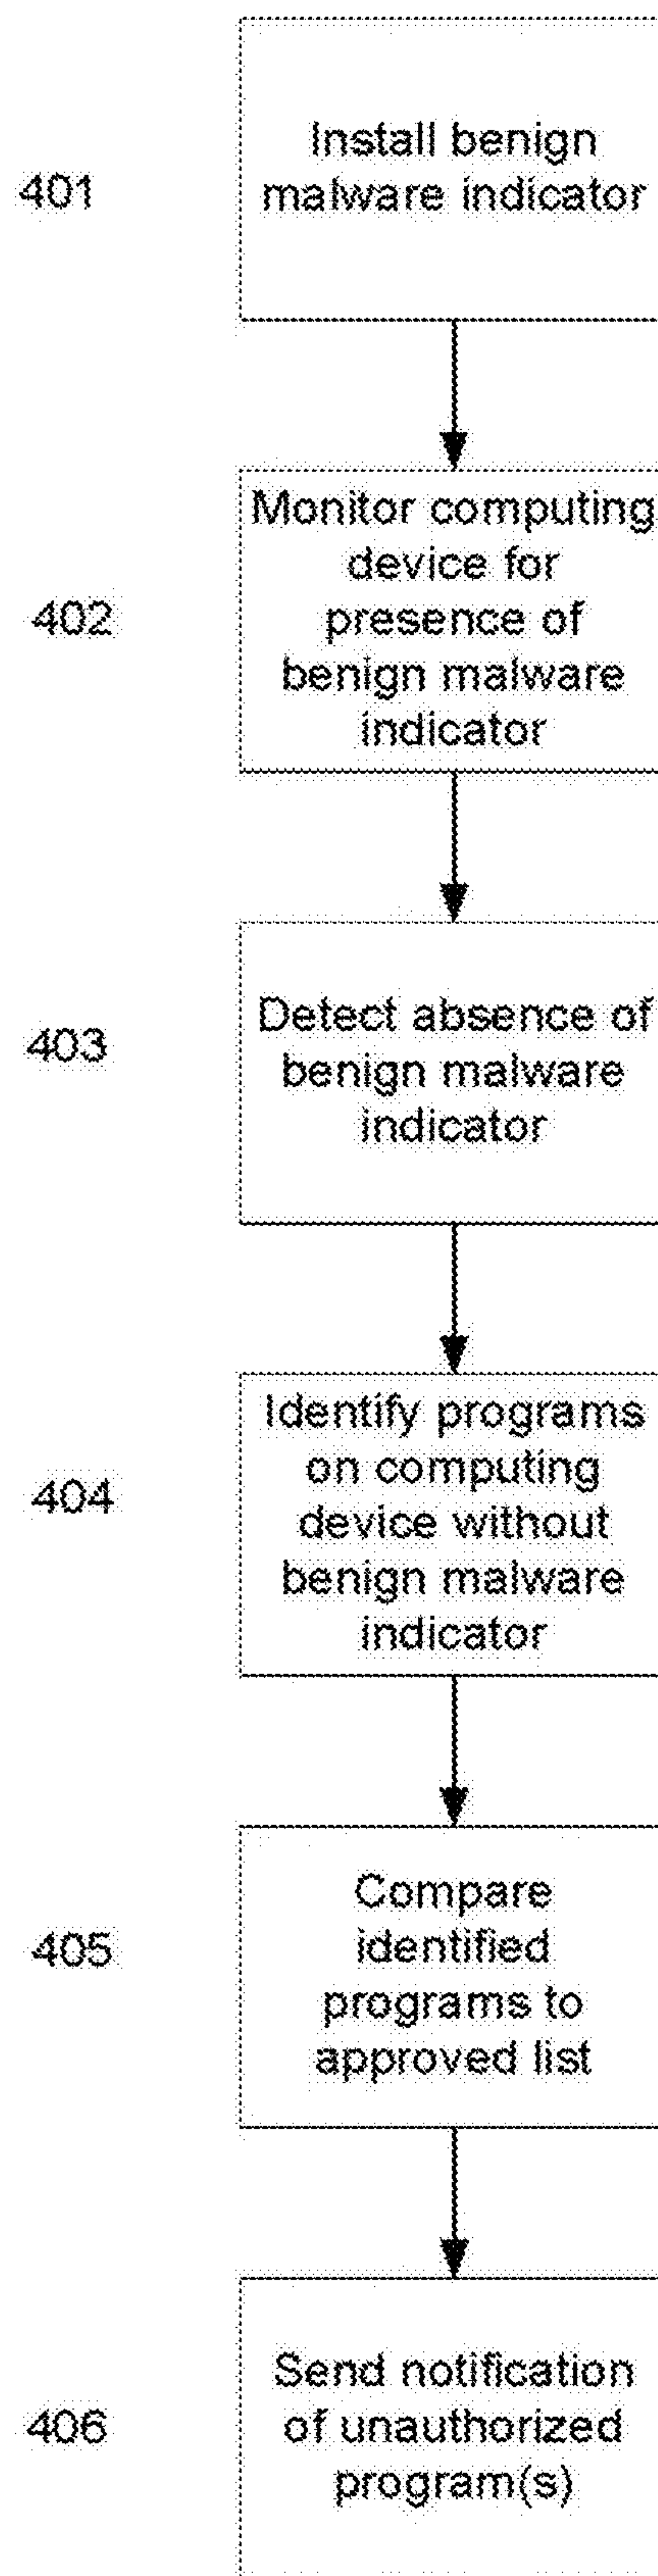 Install benign
401
malware indicator
Monitor computing
device for
402
presence of
benign malware
indicator
Detect absence of
403
benign malware
indicator
Identify programs
on computing
404
device without
benign malware
indicator
Compare
405
identified
programs to
approved list
Send notification
406
of unauthorized
program(s)